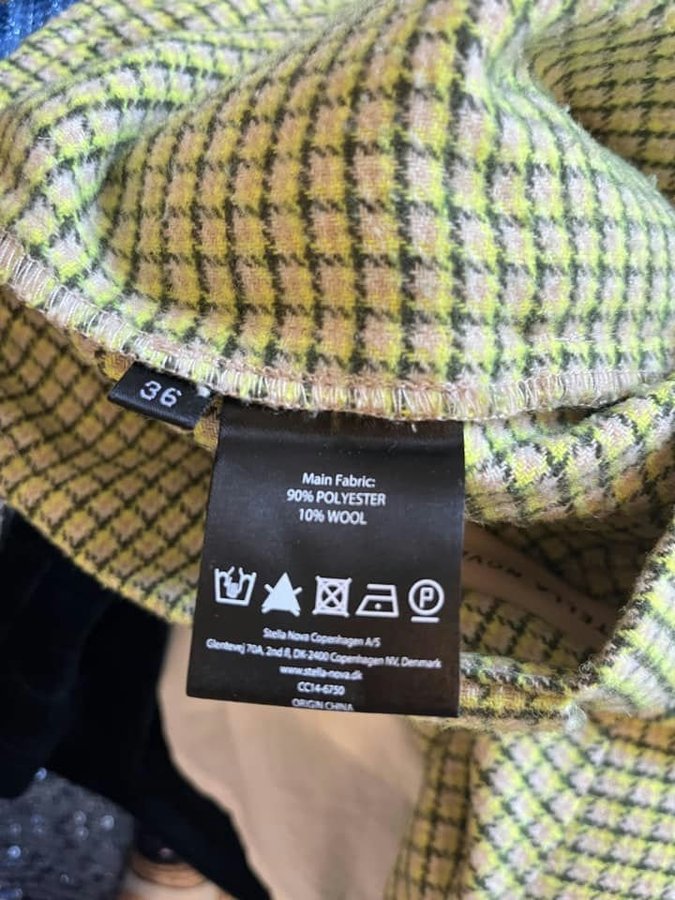 36
Main Fabric:
90% POLYESTER
10% WOOL
P
Stella Nova Copenhagen A/S
Glentevej 70A, 2nd fl, DK-2400 Copenhagen NV, Denmark
www.stella-nova.dk
CC14-6750
ORIGIN CHINA